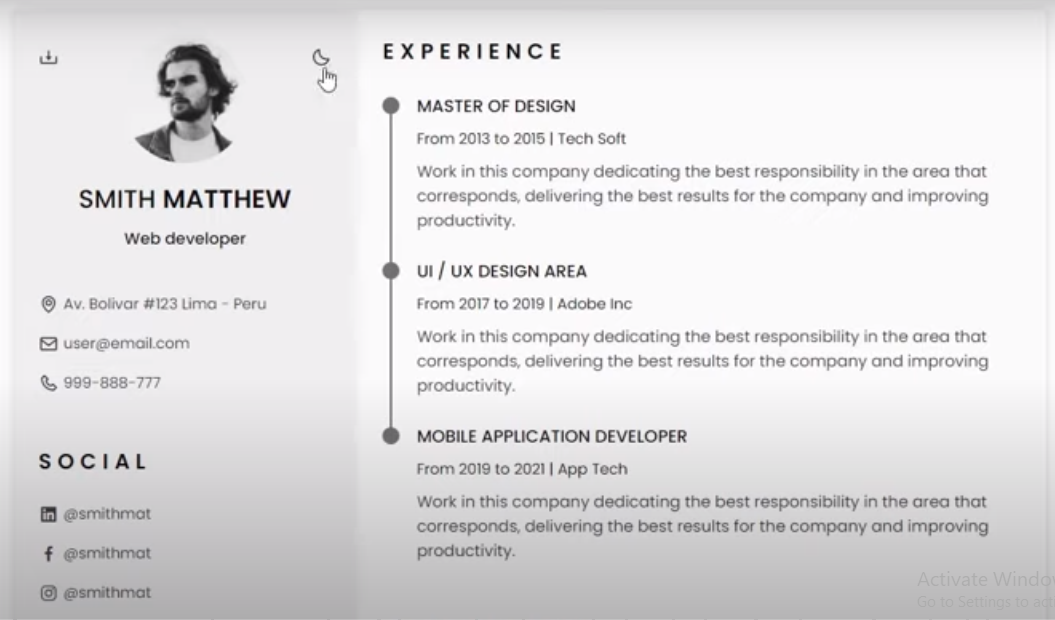 SMITH MATTHEW
Web developer
Av. Bolivar #123 Lima - Peru
user@email.com
999-888-777
SOCIAL
@smithmat
@smithmat
@smithmat
EXPERIENCE
MASTER OF DESIGN
From 2013 to 2015 | Tech Soft
Work in this company dedicating the best responsibility in the area that
corresponds, delivering the best results for the company and improving
productivity.
UI / UX DESIGN AREA
From 2017 to 2019 | Adobe Inc
Work in this company dedicating the best responsibility in the area that
corresponds, delivering the best results for the company and improving
productivity.
MOBILE APPLICATION DEVELOPER
From 2019 to 2021 | App Tech
Work in this company dedicating the best responsibility in the area that
corresponds, delivering the best results for the company and improving
productivity.
Activate Windo
Go to Settings to act